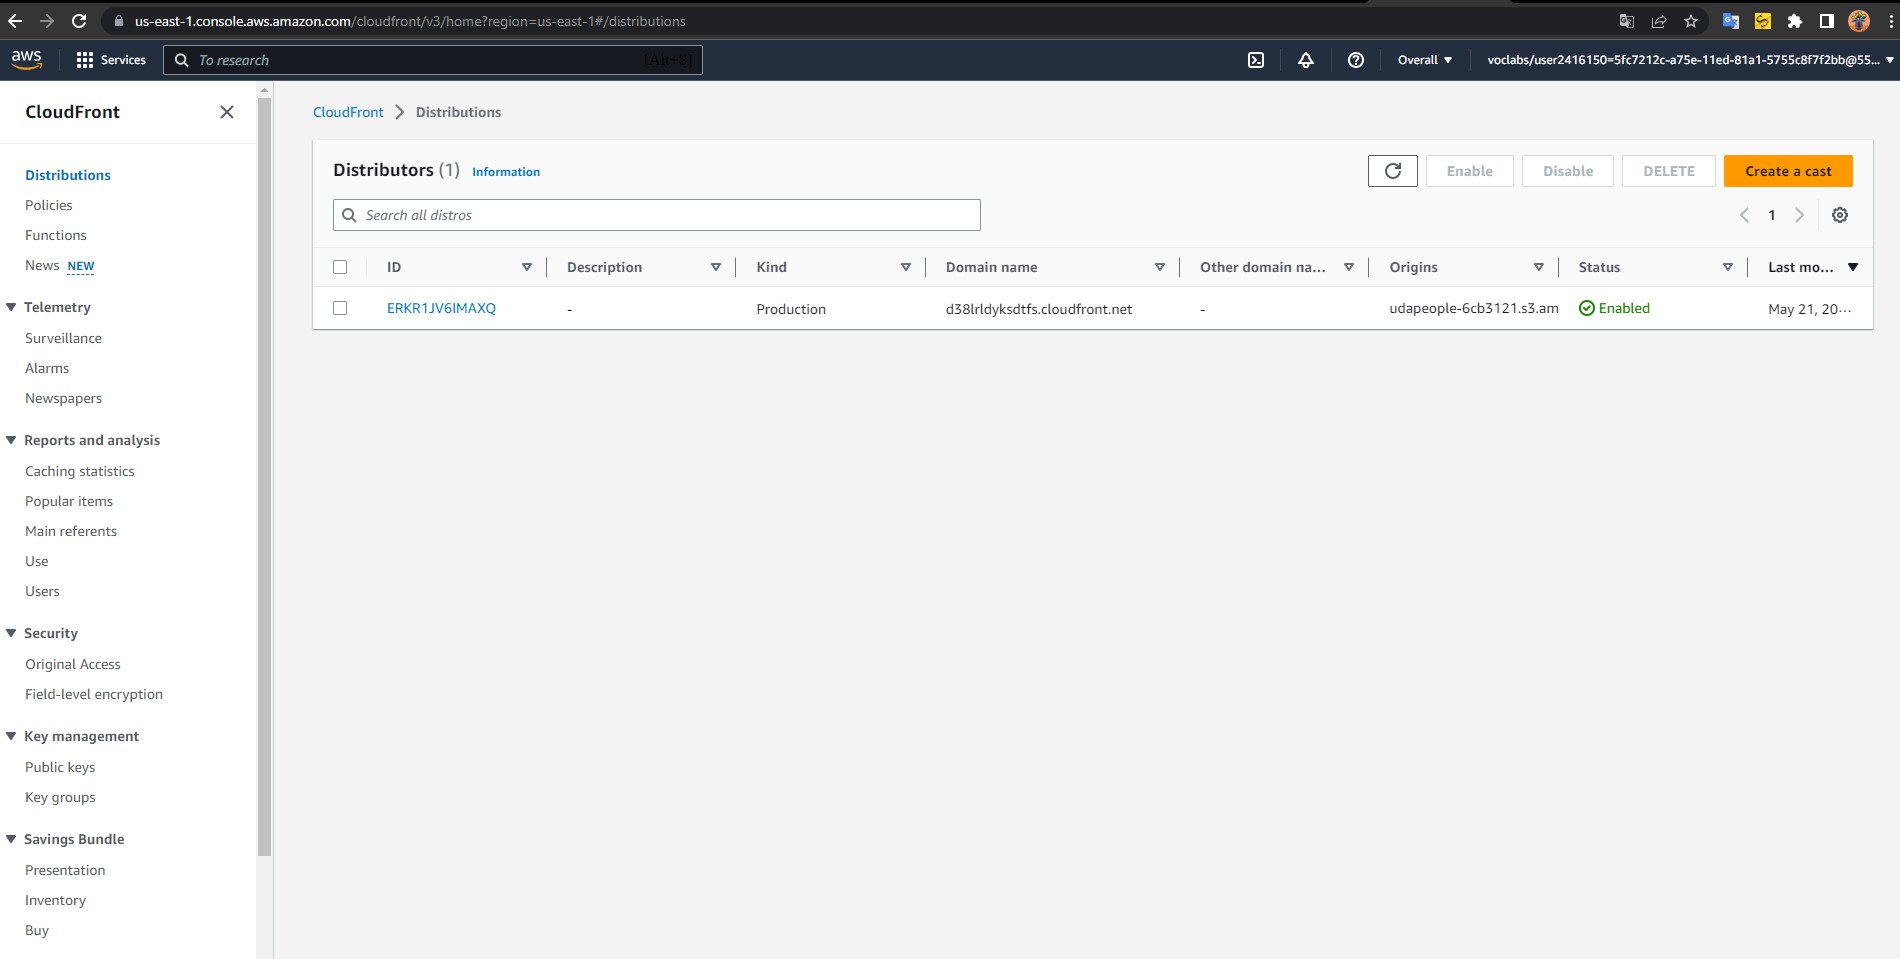 us-east-1.console.aws.amazon.com/cloudfront/v3/home?region=us-east-1#/distributions
aws
Services
To research
[Alt+S]
Overall
voclabs/user2416150=5fc7212c-a75e-11ed-81a1-5755c8f7f2bb@55...
CloudFront
Distributions
Policies
Functions
News NEW
Telemetry
Surveillance
Alarms
Newspapers
Reports and analysis
Caching statistics
Popular items
Main referents
Use
Users
Security
Original Access
Field-level encryption
Key management
Public keys
Key groups
Savings Bundle
Presentation
Inventory
Buy
CloudFront > Distributions
Distributors (1) Information
Enable
Disable
DELETE
Create a cast
Search all distros
1
ID Description Kind Domain name Other domain na... Origins Status Last mo...
ERKR1JV6IMAXQ - Production d38lrldyksdtfs.cloudfront.net - udapeople-6cb3121.s3.am Enabled May 21, 20...